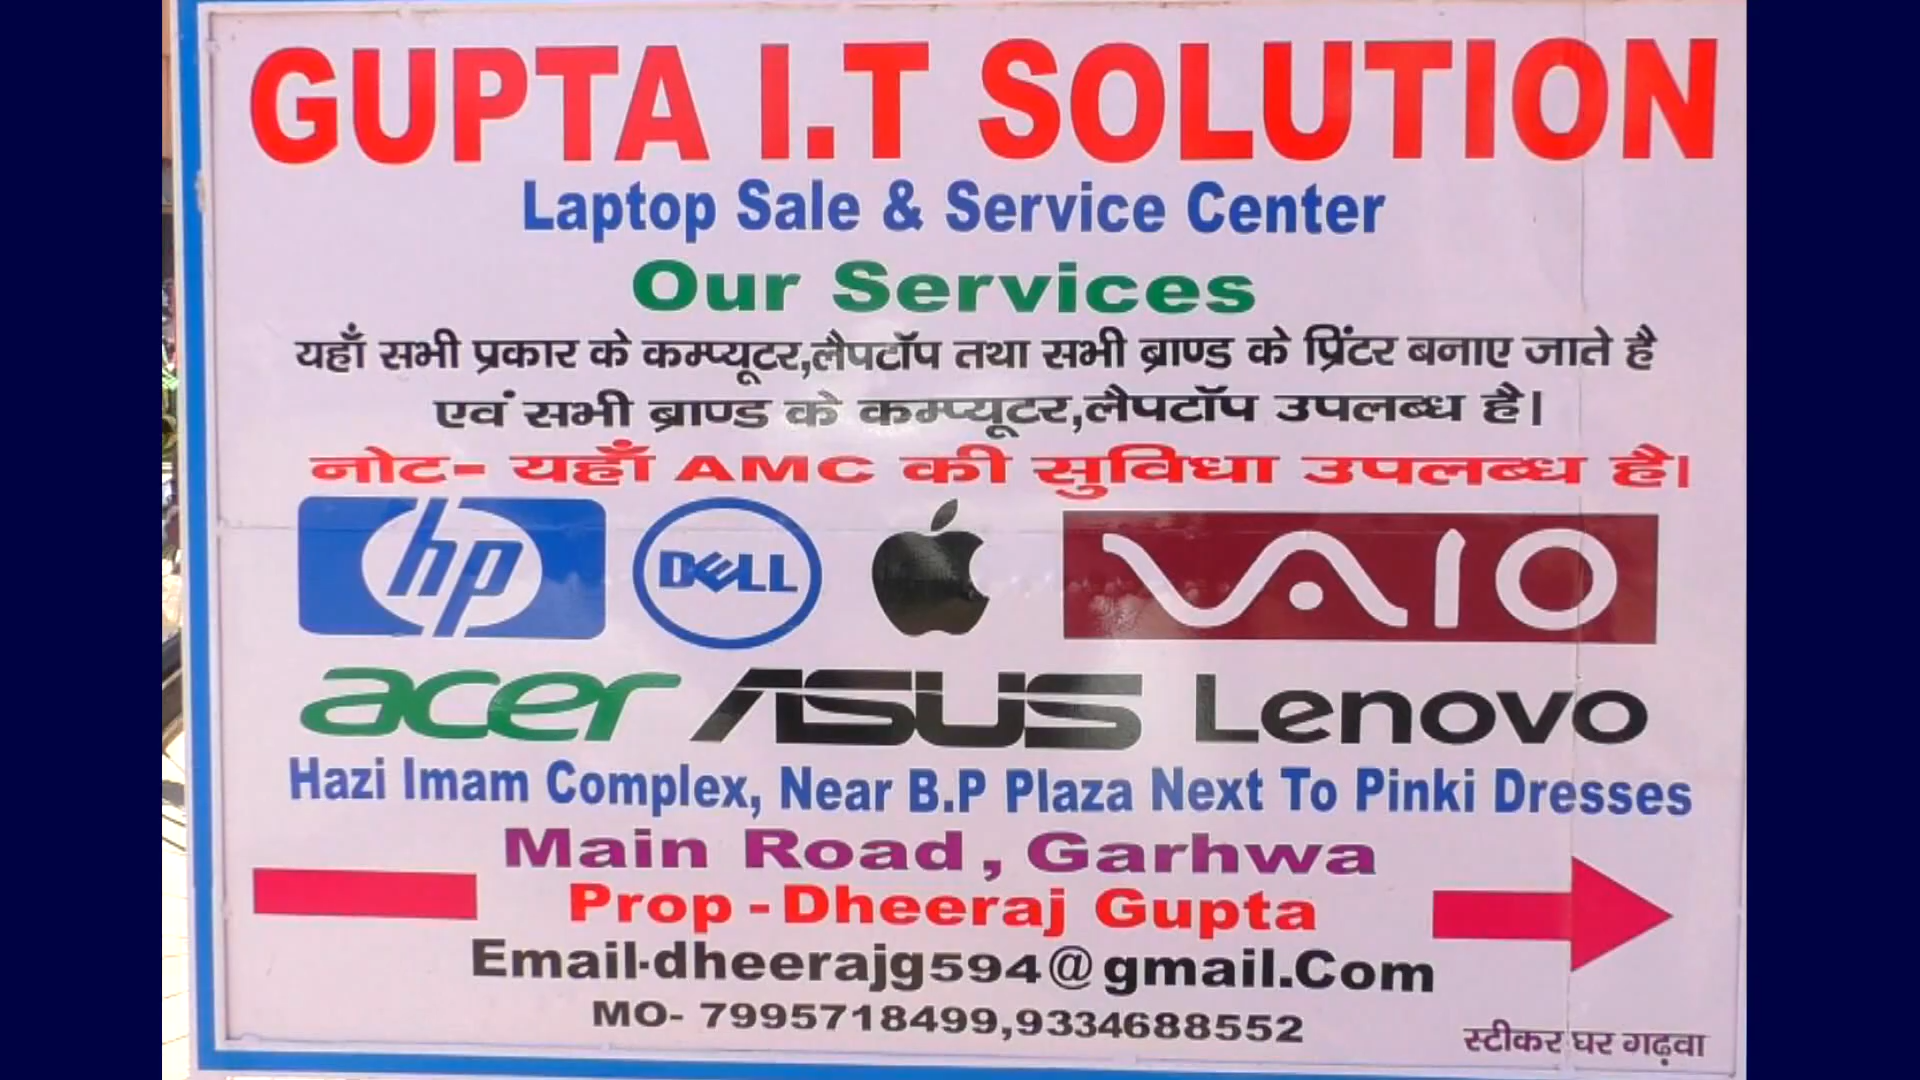 GUPTA I.T SOLUTION
Laptop Sale & Service Center
Our Services
यहाँ सभी प्रकार के कम्प्यूटर,लैपटॉप तथा सभी ब्राण्ड के प्रिंटर बनाए जाते है
एवं सभी ब्राण्ड के कम्प्यूटर,लैपटॉप उपलब्ध है।
नोट- यहाँ AMC की सुविधा उपलब्ध है।
hp DELL VAIO
acer ASUS Lenovo
Hazi Imam Complex, Near B.P Plaza Next To Pinki Dresses
Main Road , Garhwa
Prop - Dheeraj Gupta
Email-dheerajg594@gmail.Com
MO- 7995718499,9334688552
स्टीकर घर गढ़वा